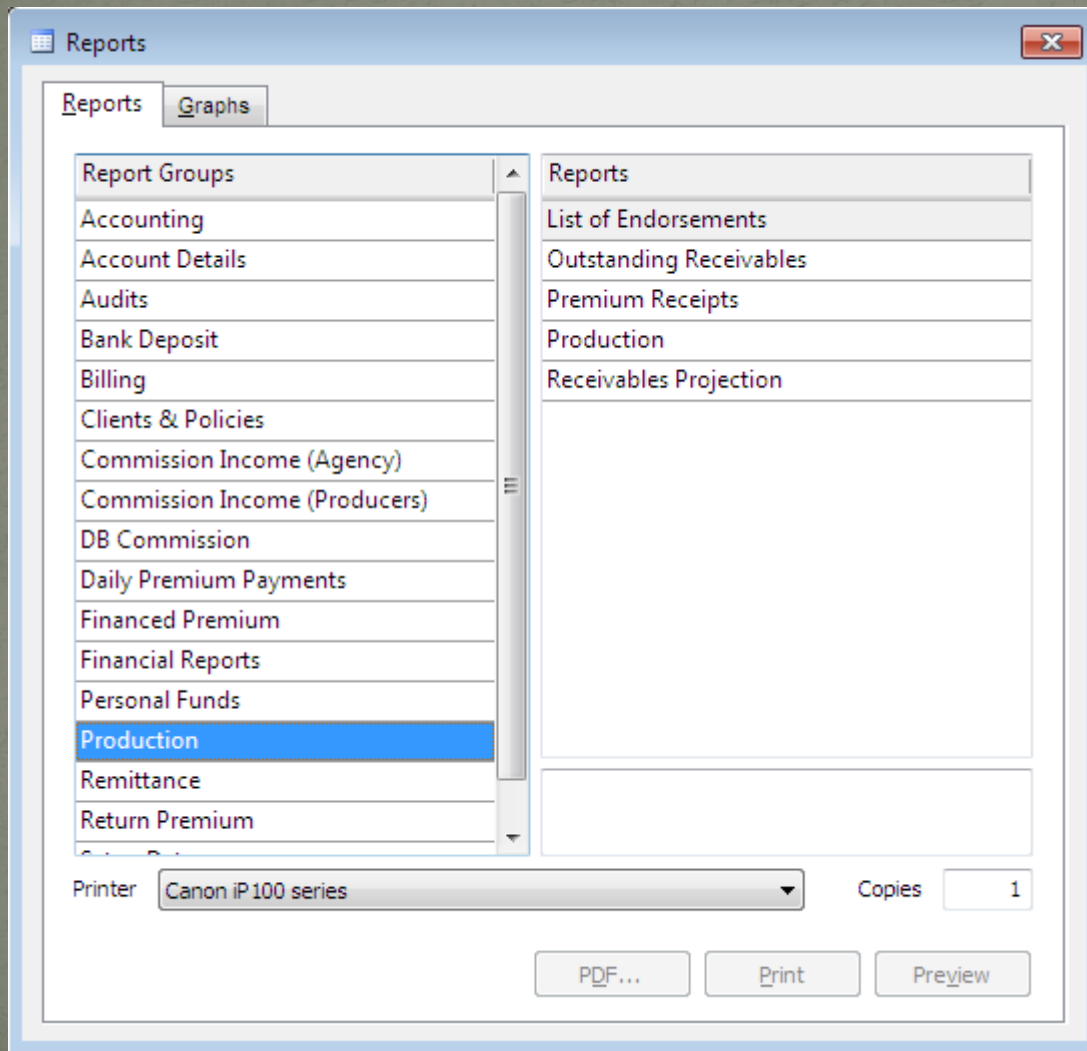 Reports
Reports
Graphs
Report Groups
Accounting
Account Details
Audits
Bank Deposit
Billing
Clients & Policies
Commission Income (Agency)
Commission Income (Producers)
DB Commission
Daily Premium Payments
Financed Premium
Financial Reports
Personal Funds
Production
Remittance
Return Premium
Reports
List of Endorsements
Outstanding Receivables
Premium Receipts
Production
Receivables Projection
Printer Canon iP100 series Copies 1
PDF... Print Preview